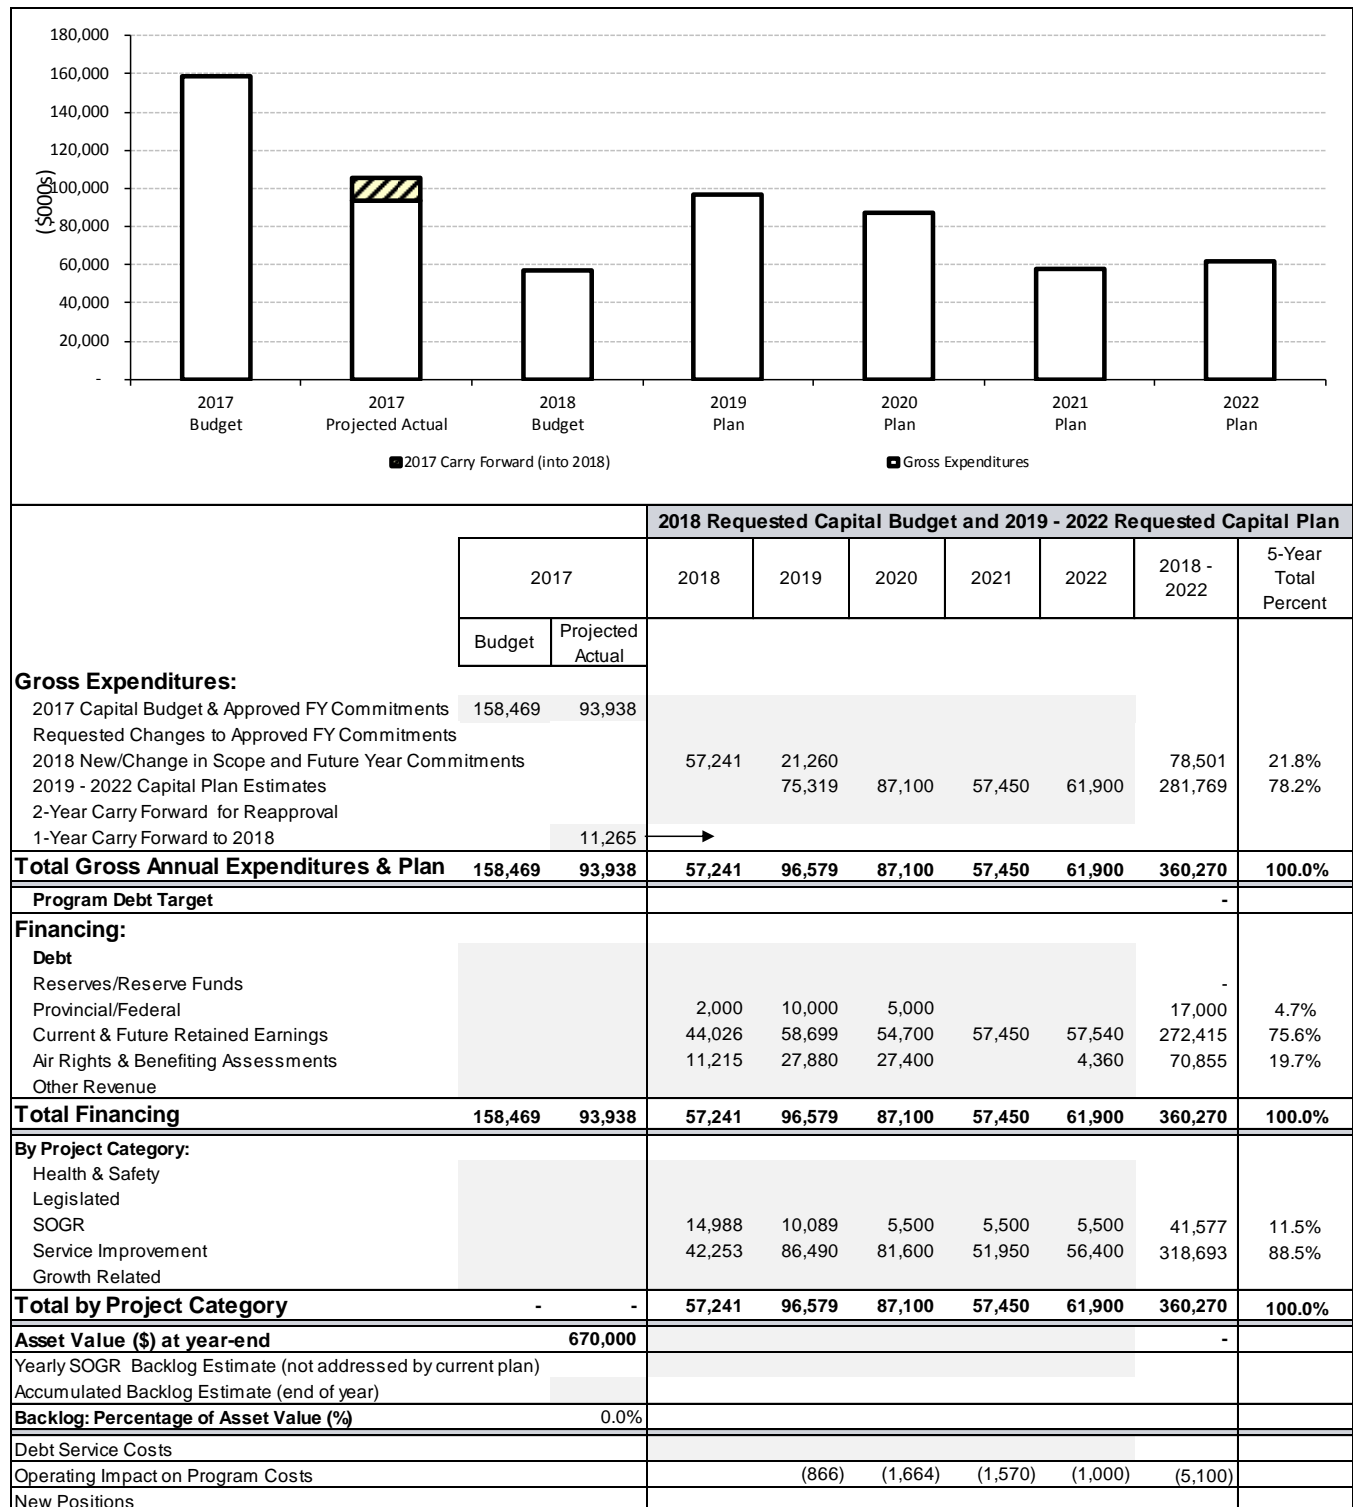 180,000
160,000
140,000
120,000
100,000
80,000
60,000
40,000
20,000
-
($000s)
2017 2017 2018 2019 2020 2021 2022
Budget Projected Actual Budget Plan Plan Plan Plan
2017 Carry Forward (into 2018) Gross Expenditures
2018 Requested Capital Budget and 2019 - 2022 Requested Capital Plan
2017 2018 2019 2020 2021 2022 2018 - 2022 5-Year Total Percent
Budget Projected Actual
Gross Expenditures:
2017 Capital Budget & Approved FY Commitments 158,469 93,938
Requested Changes to Approved FY Commitments
2018 New/Change in Scope and Future Year Commitments 57,241 21,260 78,501 21.8%
2019 - 2022 Capital Plan Estimates 75,319 87,100 57,450 61,900 281,769 78.2%
2-Year Carry Forward for Reapproval
1-Year Carry Forward to 2018 11,265
Total Gross Annual Expenditures & Plan 158,469 93,938 57,241 96,579 87,100 57,450 61,900 360,270 100.0%
Program Debt Target -
Financing:
Debt
Reserves/Reserve Funds -
Provincial/Federal 2,000 10,000 5,000 17,000 4.7%
Current & Future Retained Earnings 44,026 58,699 54,700 57,450 57,540 272,415 75.6%
Air Rights & Benefiting Assessments 11,215 27,880 27,400 4,360 70,855 19.7%
Other Revenue
Total Financing 158,469 93,938 57,241 96,579 87,100 57,450 61,900 360,270 100.0%
By Project Category:
Health & Safety
Legislated
SOGR 14,988 10,089 5,500 5,500 5,500 41,577 11.5%
Service Improvement 42,253 86,490 81,600 51,950 56,400 318,693 88.5%
Growth Related
Total by Project Category - - 57,241 96,579 87,100 57,450 61,900 360,270 100.0%
Asset Value ($) at year-end 670,000 -
Yearly SOGR Backlog Estimate (not addressed by current plan)
Accumulated Backlog Estimate (end of year)
Backlog: Percentage of Asset Value (%) 0.0%
Debt Service Costs
Operating Impact on Program Costs (866) (1,664) (1,570) (1,000) (5,100)
New Positions